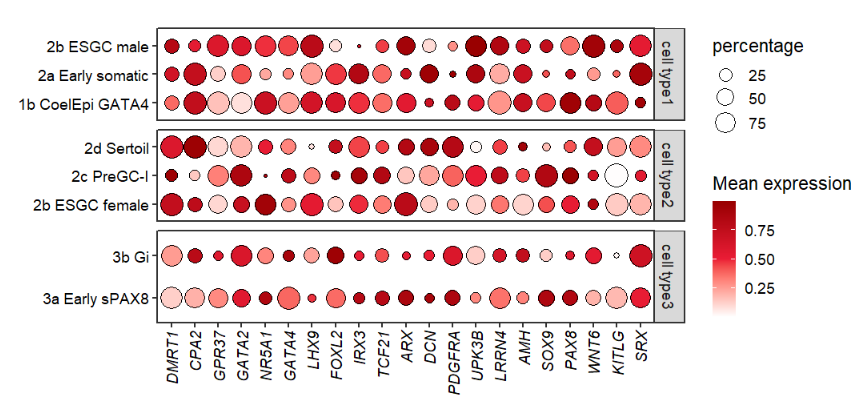 2b ESGC male
2a Early somatic
1b CoelEpi GATA4
cell type1
2d Sertoil
2c PreGC-I
2b ESGC female
cell type2
3b Gi
3a Early sPAX8
cell type3
DMRT1
CPA2
GPR37
GATA2
NR5A1
GATA4
LHX9
FOXL2
IRX3
TCF21
ARX
DCN
PDGFRA
UPK3B
LRRN4
AMH
SOX9
PAX8
WNT6
KITLG
SRX
percentage
25
50
75
Mean expression
0.75
0.50
0.25